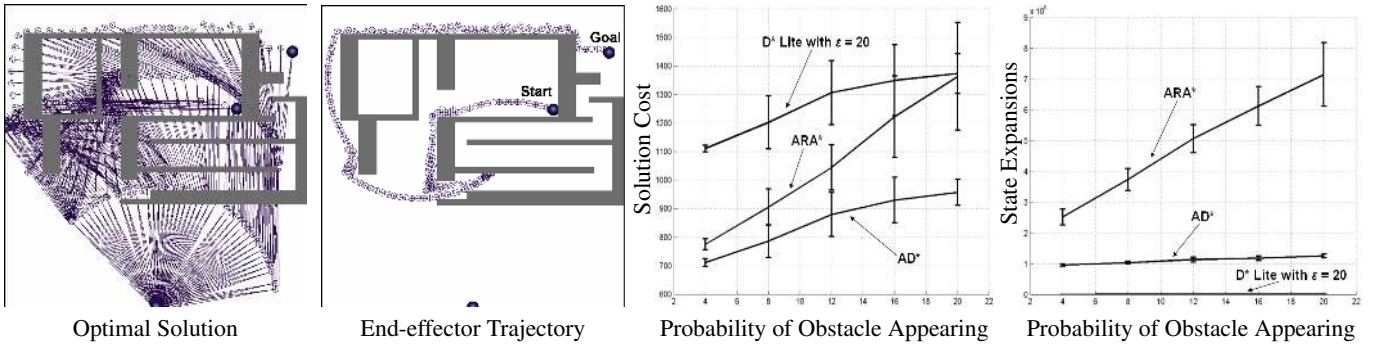 Goal
Start
Optimal Solution
End-effector Trajectory
1600
1500
1400
1300
1200
1100
1000
900
800
700
600
Solution Cost
D* Lite with ε = 20
ARA*
AD*
2 4 6 8 10 12 14 16 18 20 22
Probability of Obstacle Appearing
9
8
7
6
5
4
3
2
1
0
State Expansions
ARA*
AD*
D* Lite with ε = 20
2 4 6 8 10 12 14 16 18 20 22
Probability of Obstacle Appearing